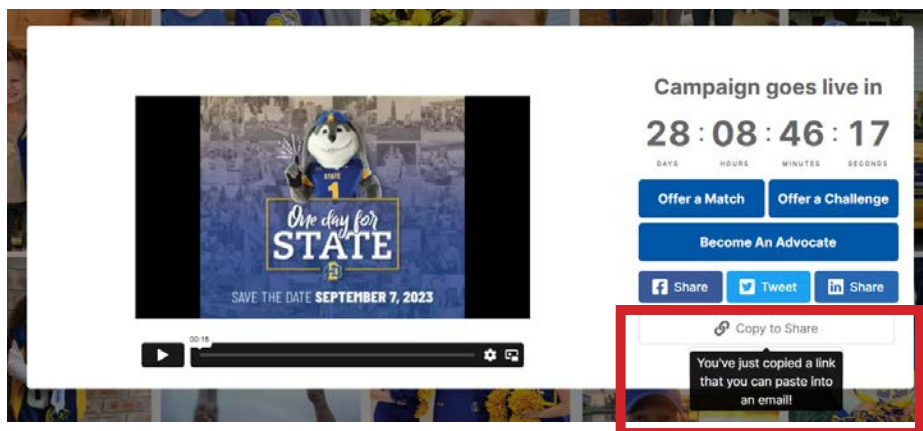 STATE
1
One day for
STATE
SAVE THE DATE SEPTEMBER 7, 2023
00:15
Campaign goes live in
28 : 08 : 46 : 17
DAYS HOURS MINUTES SECONDS
Offer a Match Offer a Challenge
Become An Advocate
Share Tweet Share
Copy to Share
You've just copied a link
that you can paste into
an email!